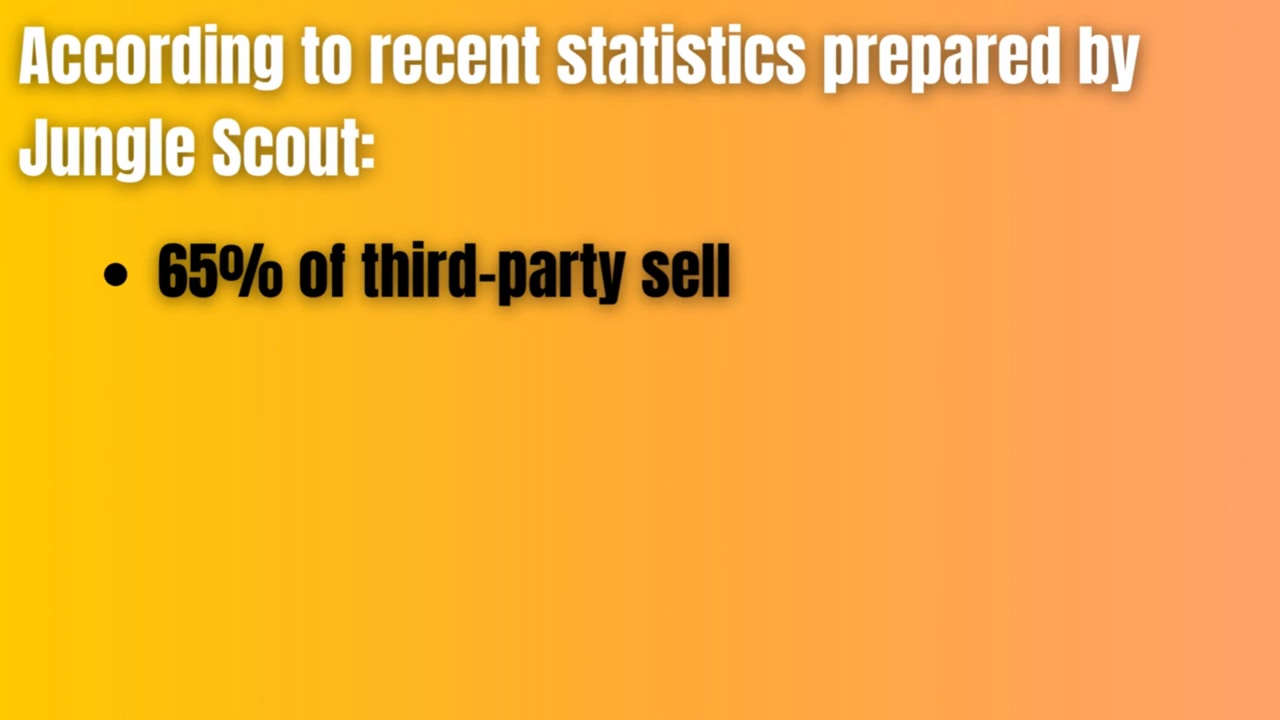 According to recent statistics prepared by
Jungle Scout:
• 65% of third-party sell